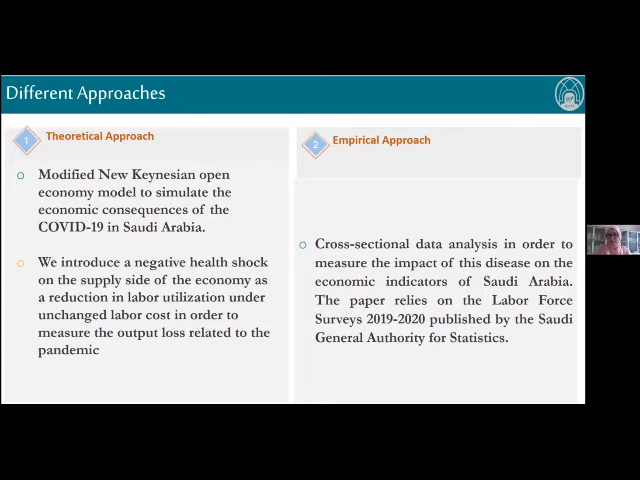 Different Approaches
1
Theoretical Approach
Modified New Keynesian open
economy model to simulate the
economic consequences of the
COVID-19 in Saudi Arabia.
We introduce a negative health shock
on the supply side of the economy as
a reduction in labor utilization under
unchanged labor cost in order to
measure the output loss related to the
pandemic
2
Empirical Approach
Cross-sectional data analysis in order to
measure the impact of this disease on the
economic indicators of Saudi Arabia.
The paper relies on the Labor Force
Surveys 2019-2020 published by the Saudi
General Authority for Statistics.